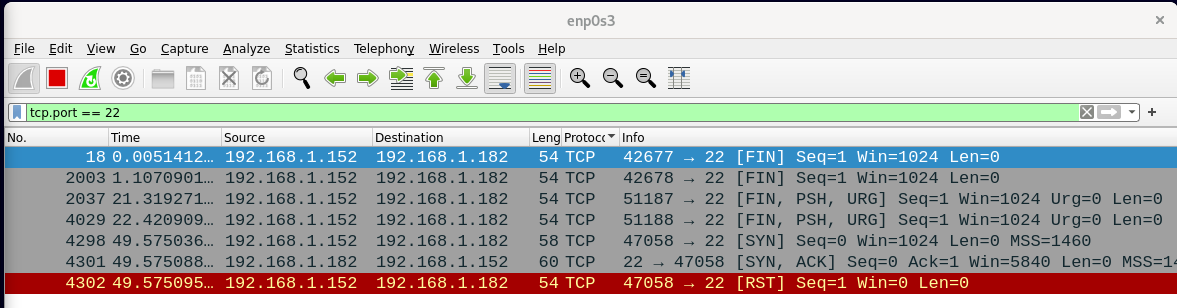 enp0s3
File Edit View Go Capture Analyze Statistics Telephony Wireless Tools Help
tcp.port == 22
No. Time Source Destination Leng Protoco Info
18 0.0051412… 192.168.1.152 192.168.1.182 54 TCP 42677 → 22 [FIN] Seq=1 Win=1024 Len=0
2003 1.1070901… 192.168.1.152 192.168.1.182 54 TCP 42678 → 22 [FIN] Seq=1 Win=1024 Len=0
2037 21.319271… 192.168.1.152 192.168.1.182 54 TCP 51187 → 22 [FIN, PSH, URG] Seq=1 Win=1024 Urg=0 Len=0
4029 22.420909… 192.168.1.152 192.168.1.182 54 TCP 51188 → 22 [FIN, PSH, URG] Seq=1 Win=1024 Urg=0 Len=0
4298 49.575036… 192.168.1.152 192.168.1.182 58 TCP 47058 → 22 [SYN] Seq=0 Win=1024 Len=0 MSS=1460
4301 49.575088… 192.168.1.182 192.168.1.152 60 TCP 22 → 47058 [SYN, ACK] Seq=0 Ack=1 Win=5840 Len=0 MSS=14
4302 49.575095… 192.168.1.152 192.168.1.182 54 TCP 47058 → 22 [RST] Seq=1 Win=0 Len=0